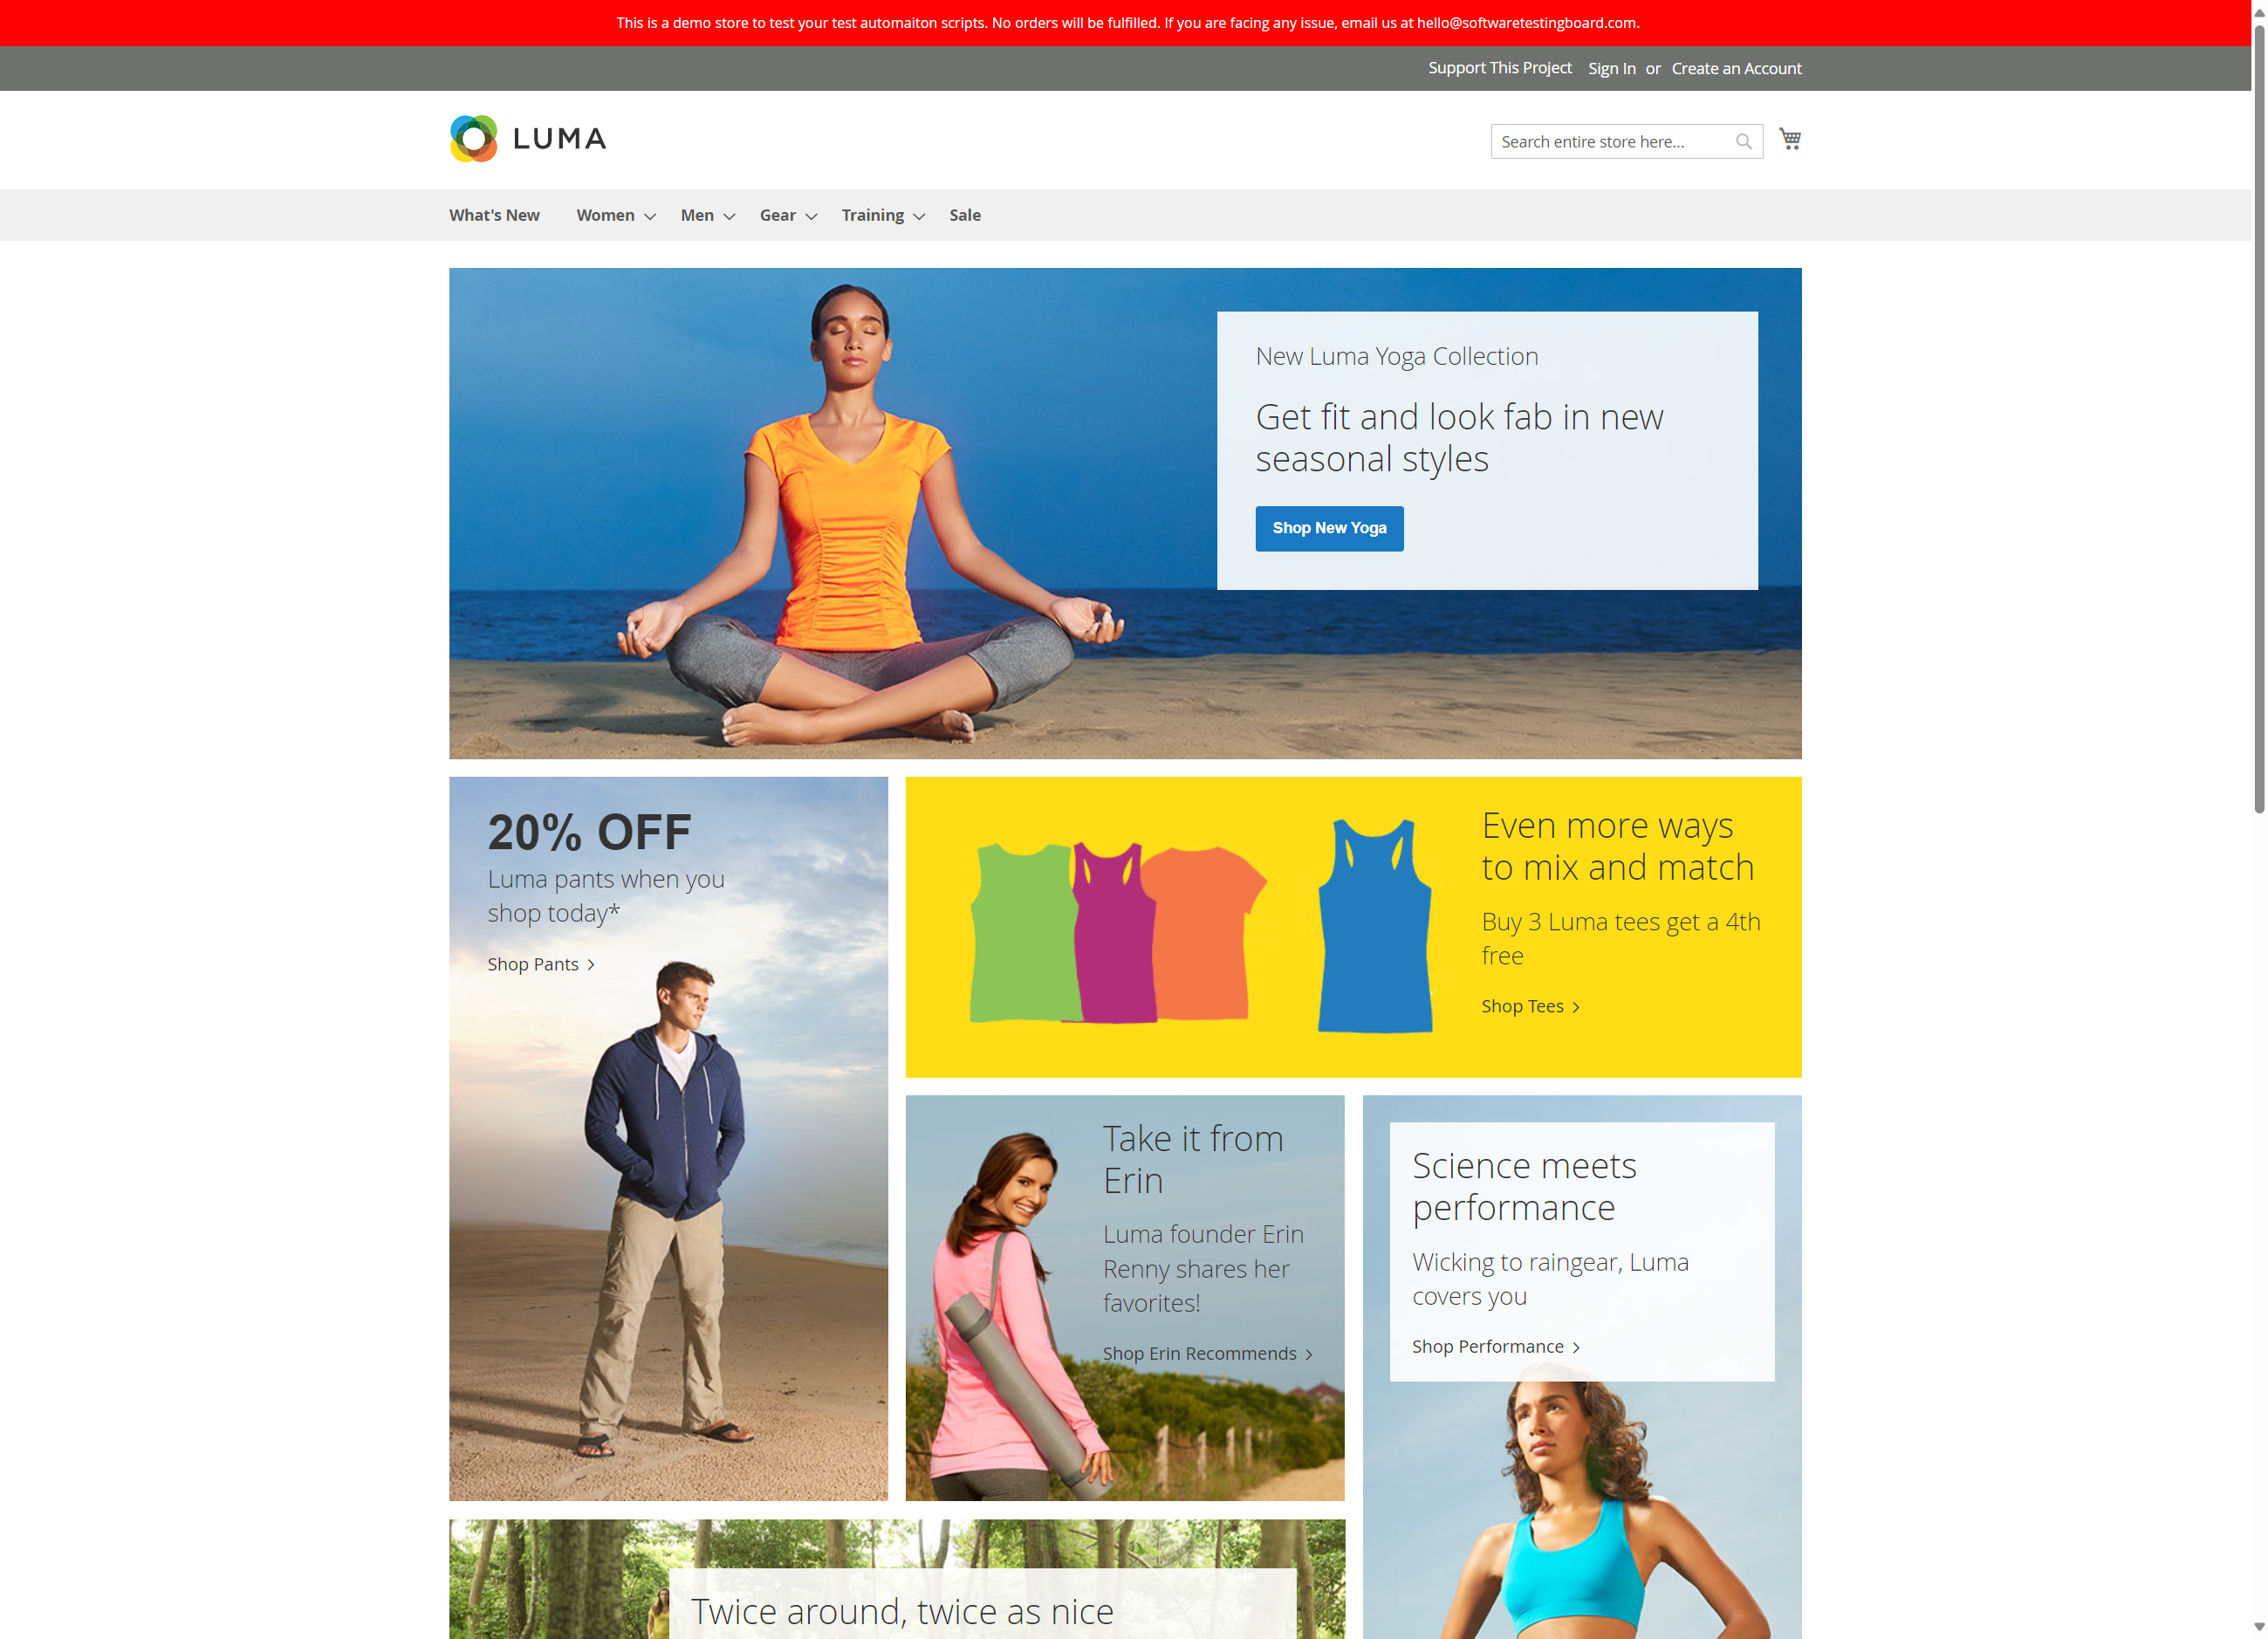 This is a demo store to test your test automaiton scripts. No orders will be fulfilled. If you are facing any issue, email us at hello@softwaretestingboard.com.
Support This Project Sign In or Create an Account
LUMA
Search entire store here...
What's New Women Men Gear Training Sale
New Luma Yoga Collection
Get fit and look fab in new
seasonal styles
Shop New Yoga
20% OFF
Luma pants when you
shop today*
Shop Pants
Even more ways
to mix and match
Buy 3 Luma tees get a 4th
free
Shop Tees
Take it from
Erin
Luma founder Erin
Renny shares her
favorites!
Shop Erin Recommends
Science meets
performance
Wicking to raingear, Luma
covers you
Shop Performance
Twice around, twice as nice